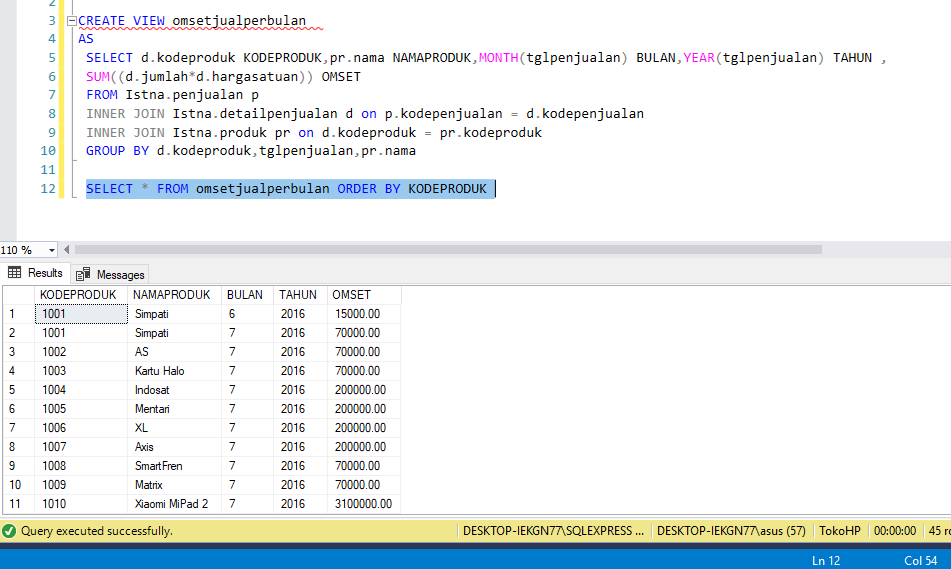 2
3 CREATE VIEW omsetjualperbulan
4 AS
5 SELECT d.kodeproduk KODEPRODUK,pr.nama NAMAPRODUK,MONTH(tglpenjualan) BULAN,YEAR(tglpenjualan) TAHUN ,
6 SUM((d.jumlah*d.hargasatuan)) OMSET
7 FROM Istna.penjualan p
8 INNER JOIN Istna.detailpenjualan d on p.kodepenjualan = d.kodepenjualan
9 INNER JOIN Istna.produk pr on d.kodeproduk = pr.kodeproduk
10 GROUP BY d.kodeproduk,tglpenjualan,pr.nama
11
12 SELECT * FROM omsetjualperbulan ORDER BY KODEPRODUK
110 %
Results Messages
KODEPRODUK NAMAPRODUK BULAN TAHUN OMSET
1 1001 Simpati 6 2016 15000.00
2 1001 Simpati 7 2016 70000.00
3 1002 AS 7 2016 70000.00
4 1003 Kartu Halo 7 2016 70000.00
5 1004 Indosat 7 2016 200000.00
6 1005 Mentari 7 2016 200000.00
7 1006 XL 7 2016 200000.00
8 1007 Axis 7 2016 200000.00
9 1008 SmartFren 7 2016 70000.00
10 1009 Matrix 7 2016 70000.00
11 1010 Xiaomi MiPad 2 7 2016 3100000.00
Query executed successfully. DESKTOP-IEKGN77\SQLEXPRESS ... DESKTOP-IEKGN77\asus (57) TokoHP 00:00:00 45 ro
Ln 12 Col 54